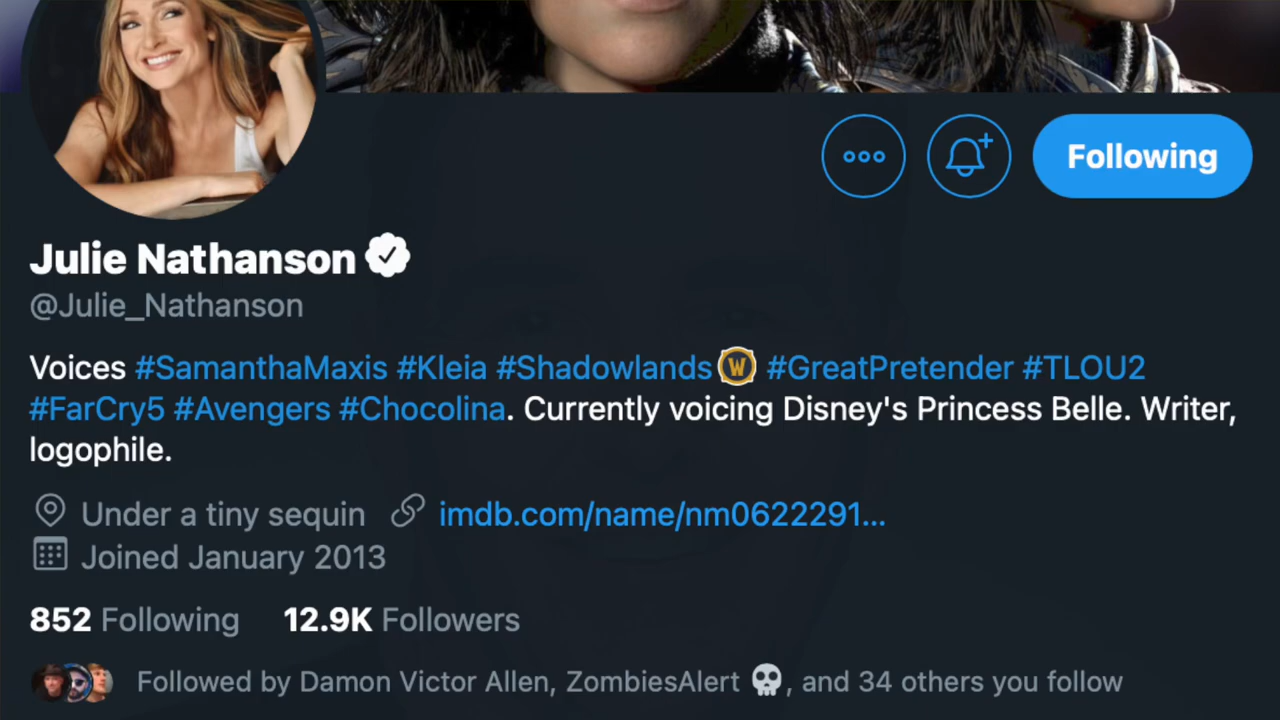 Following
Julie Nathanson
@Julie_Nathanson
Voices #SamanthaMaxis #Kleia #Shadowlands W #GreatPretender #TLOU2
#FarCry5 #Avengers #Chocolina. Currently voicing Disney's Princess Belle. Writer,
logophile.
Under a tiny sequin imdb.com/name/nm0622291...
Joined January 2013
852 Following 12.9K Followers
Followed by Damon Victor Allen, ZombiesAlert 💀, and 34 others you follow